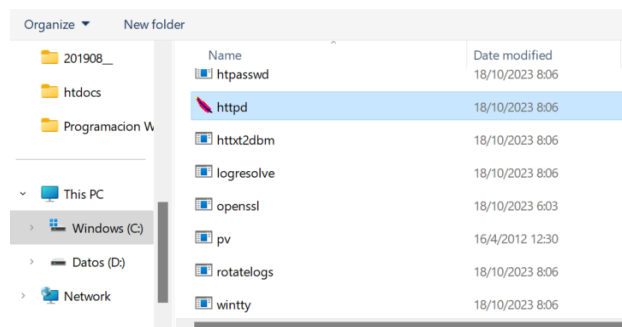 Organize New folder
201908__
htdocs
Programacion W
This PC
Windows (C:)
Datos (D:)
Network
Name Date modified
htpasswd 18/10/2023 8:06
httpd 18/10/2023 8:06
httxt2dbm 18/10/2023 8:06
logresolve 18/10/2023 8:06
openssl 18/10/2023 6:03
pv 16/4/2012 12:30
rotatelogs 18/10/2023 8:06
wintty 18/10/2023 8:06